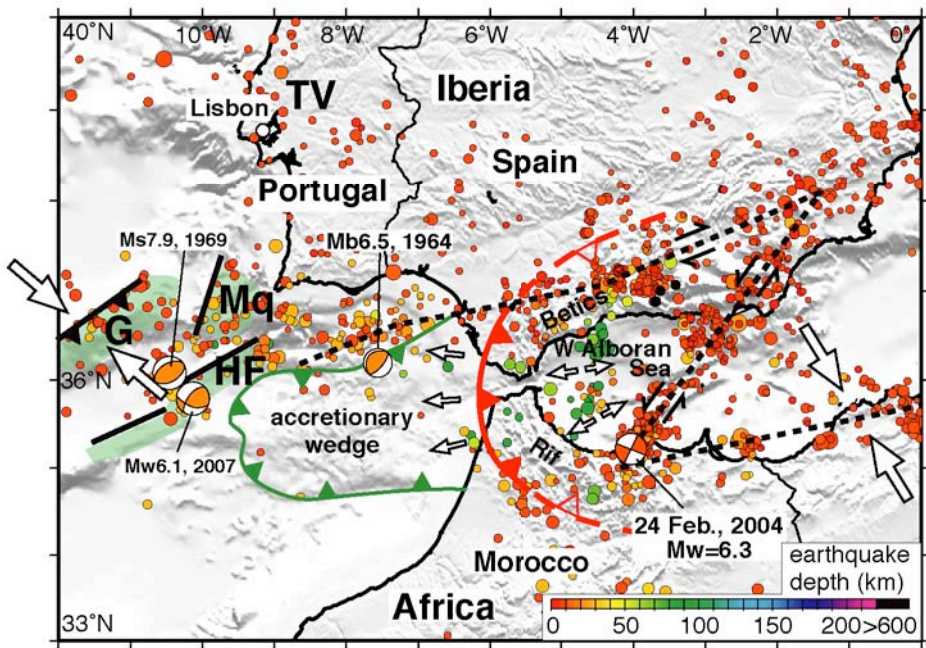 40°N
10°W
8°W
6°W
4°W
2°W
0°
TV
Lisbon
Iberia
Spain
Portugal
Ms7.9, 1969
Mb6.5, 1964
Mq
G
HF
Betics
W Alboran
Sea
36°N
accretionary
wedge
Rif
Mw6.1, 2007
24 Feb., 2004
Mw=6.3
Morocco
Africa
earthquake
depth (km)
33°N
0 50 100 150 200>600